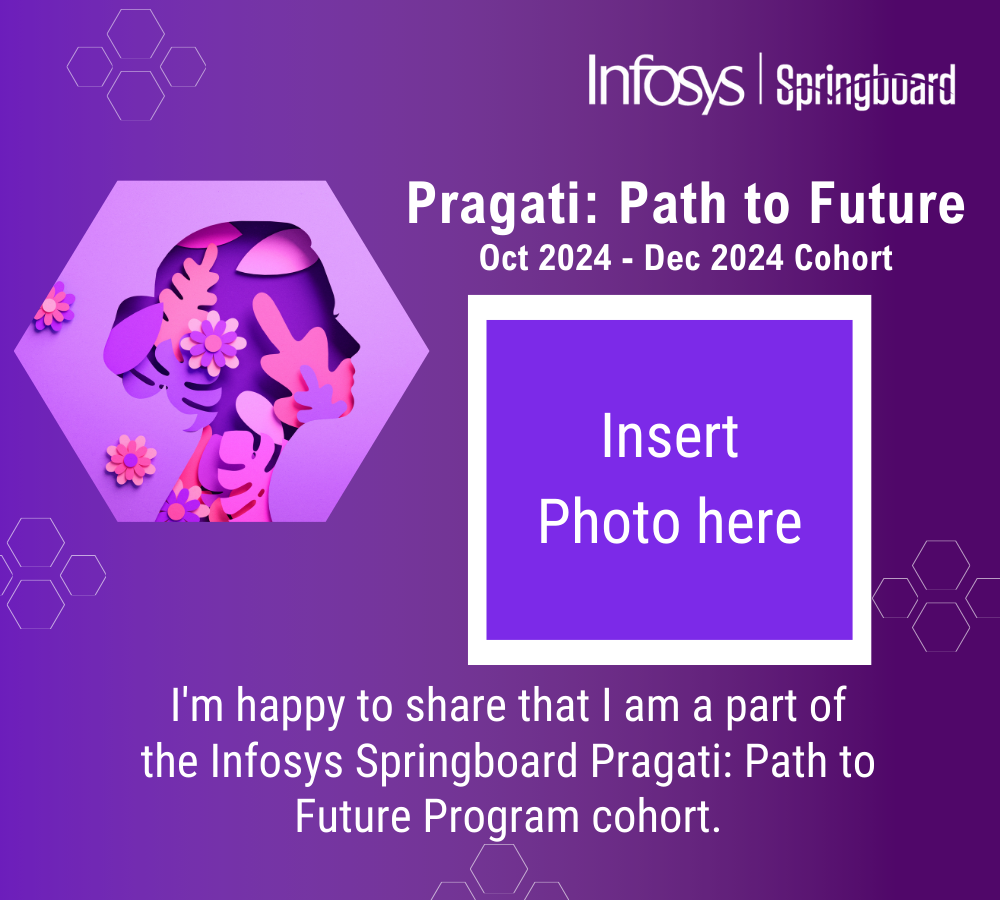 Infosys | Springboard
Pragati: Path to Future
Oct 2024 - Dec 2024 Cohort
Insert
Photo here
I'm happy to share that I am a part of
the Infosys Springboard Pragati: Path to
Future Program cohort.